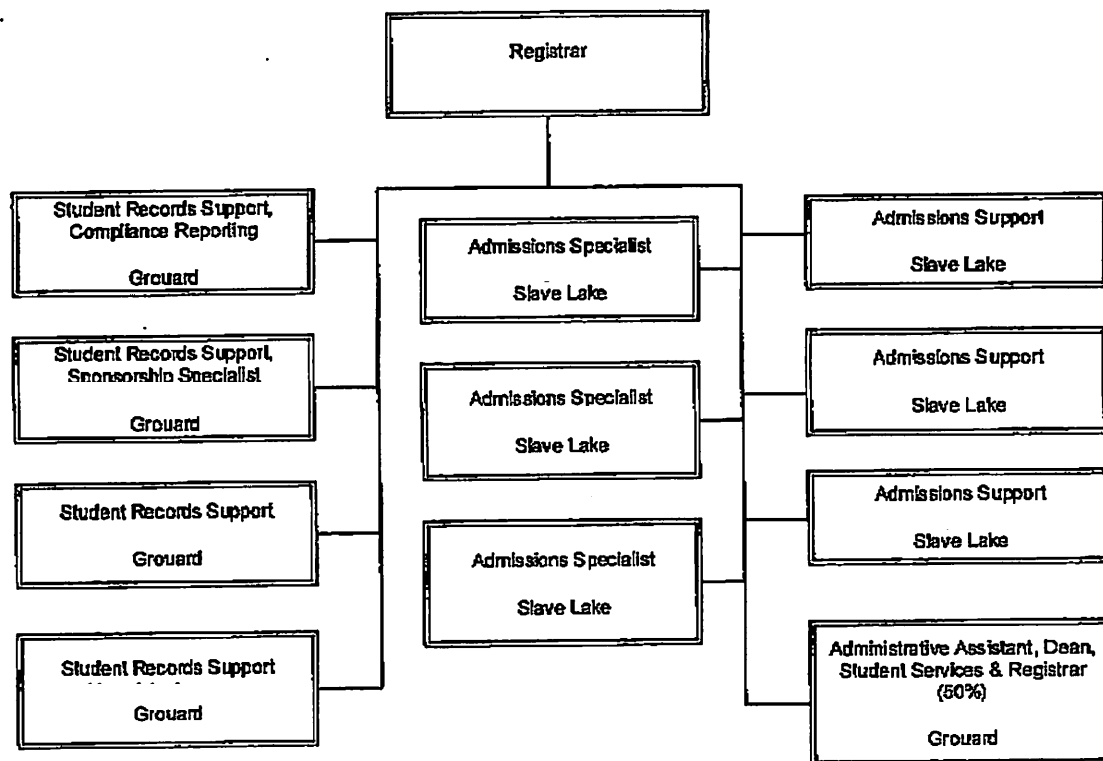 Registrar
Student Records Support,
Compliance Reporting
Grouard
Student Records Support,
Sponsorship Specialist
Grouard
Student Records Support
Grouard
Student Records Support
Grouard
Admissions Specialist
Slave Lake
Admissions Specialist
Slave Lake
Admissions Specialist
Slave Lake
Admissions Support
Slave Lake
Admissions Support
Slave Lake
Admissions Support
Slave Lake
Administrative Assistant, Dean,
Student Services & Registrar
(50%)
Grouard